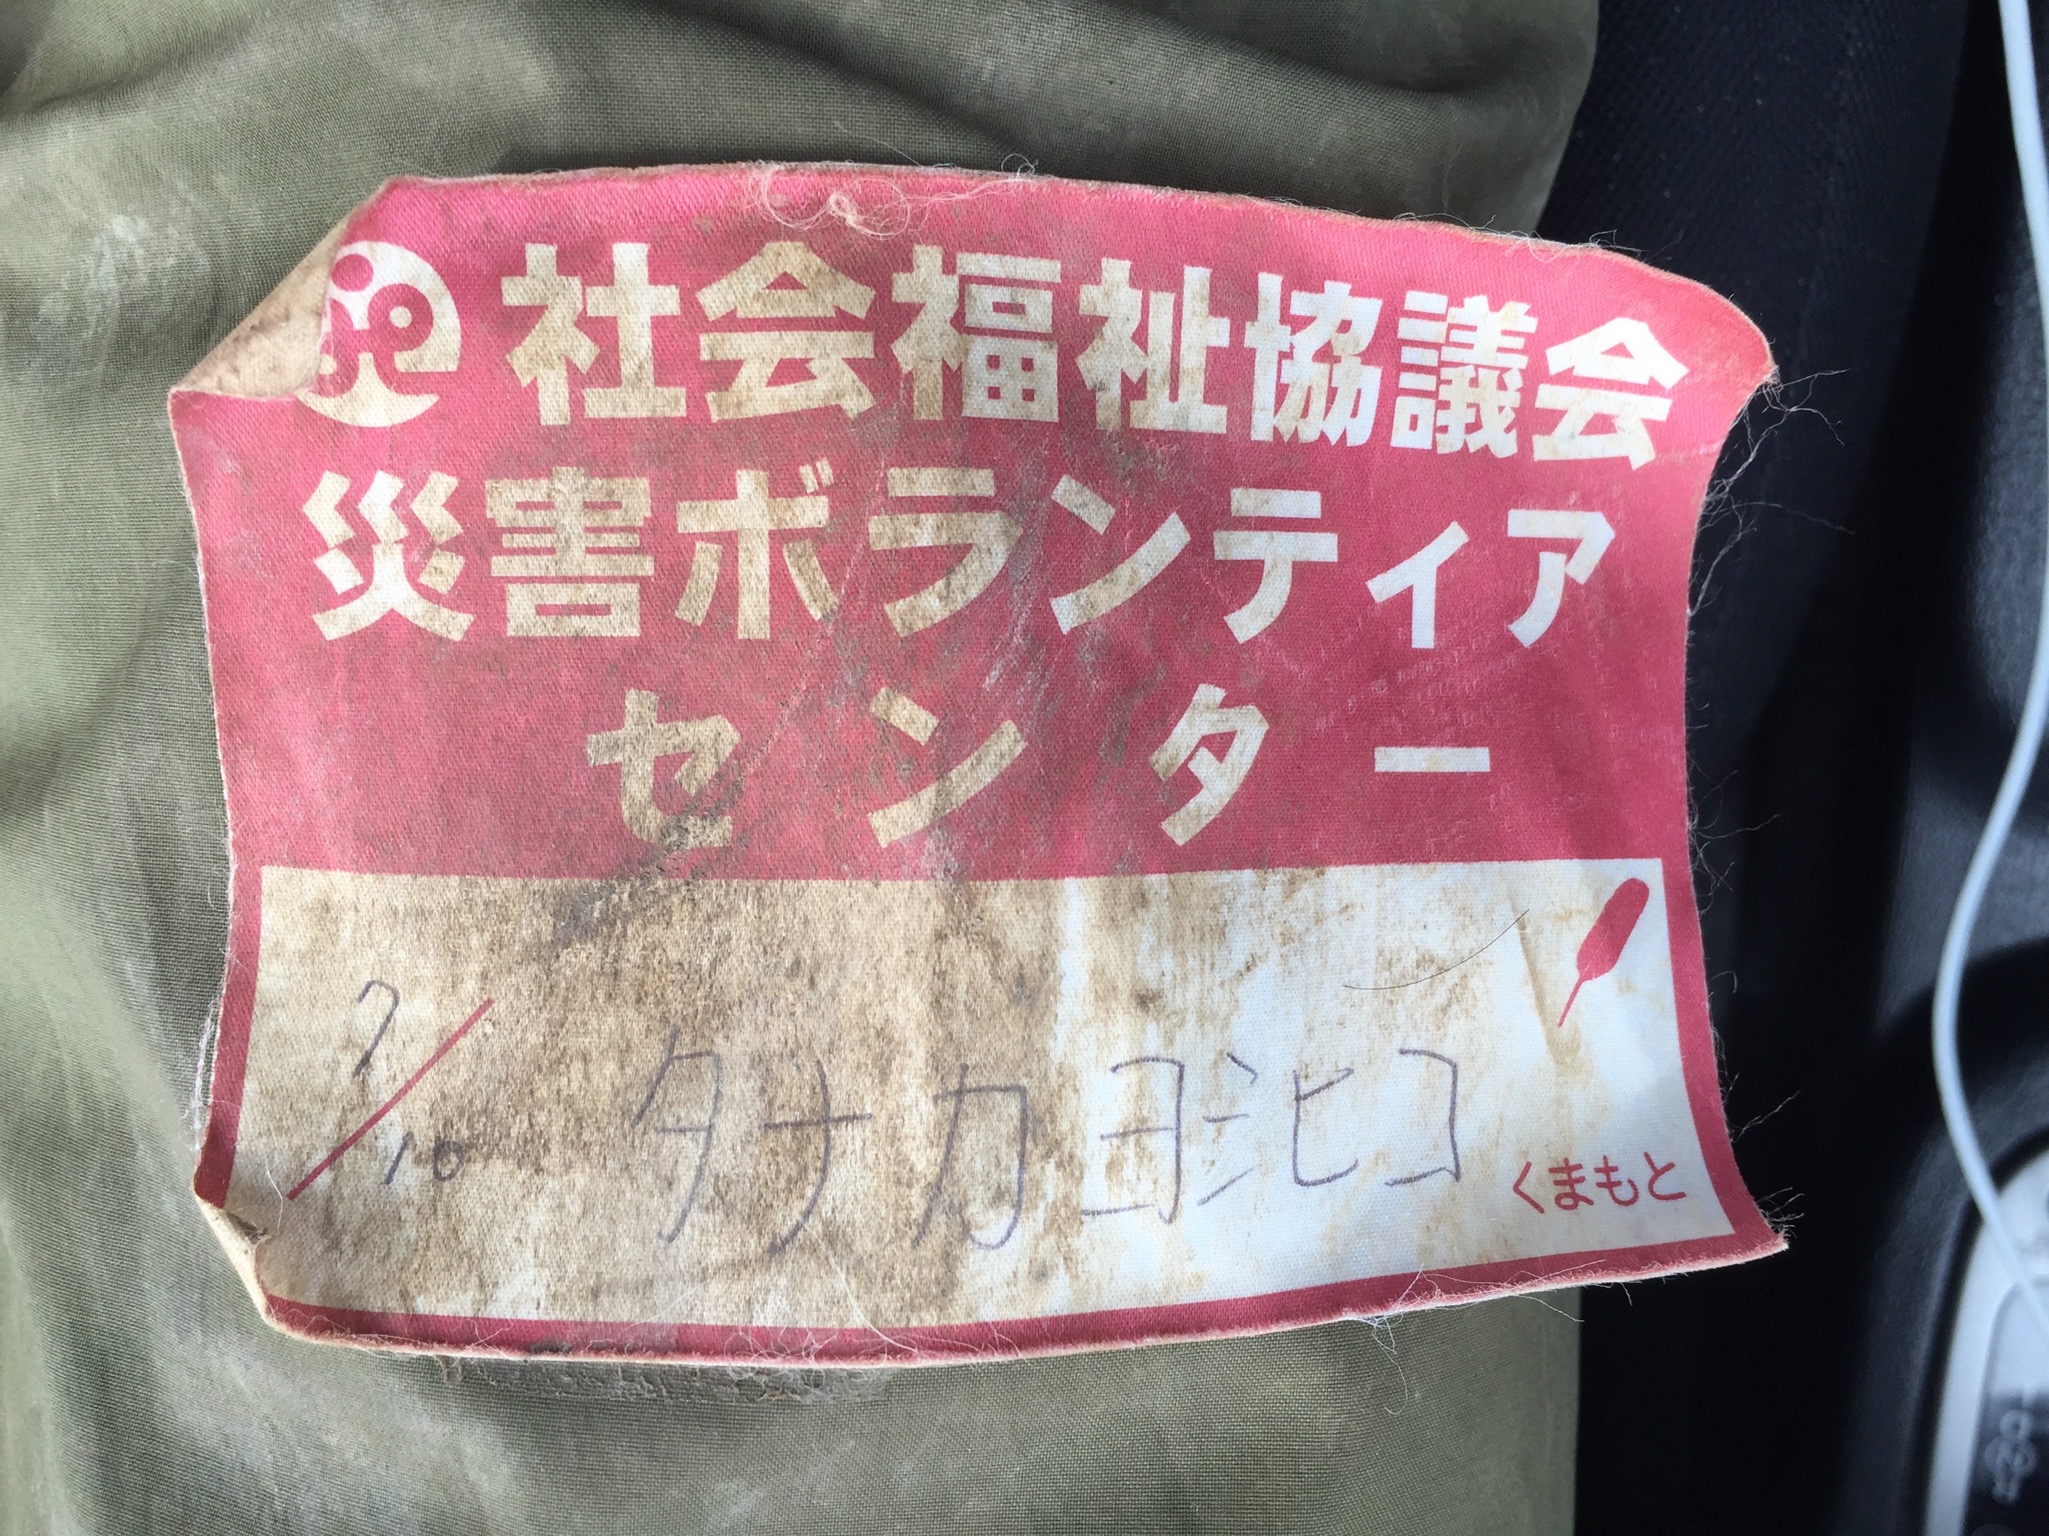 社会福祉協議会
災害ボランティア
センター
7/10 タナカ ヨシヒコ
くまもと